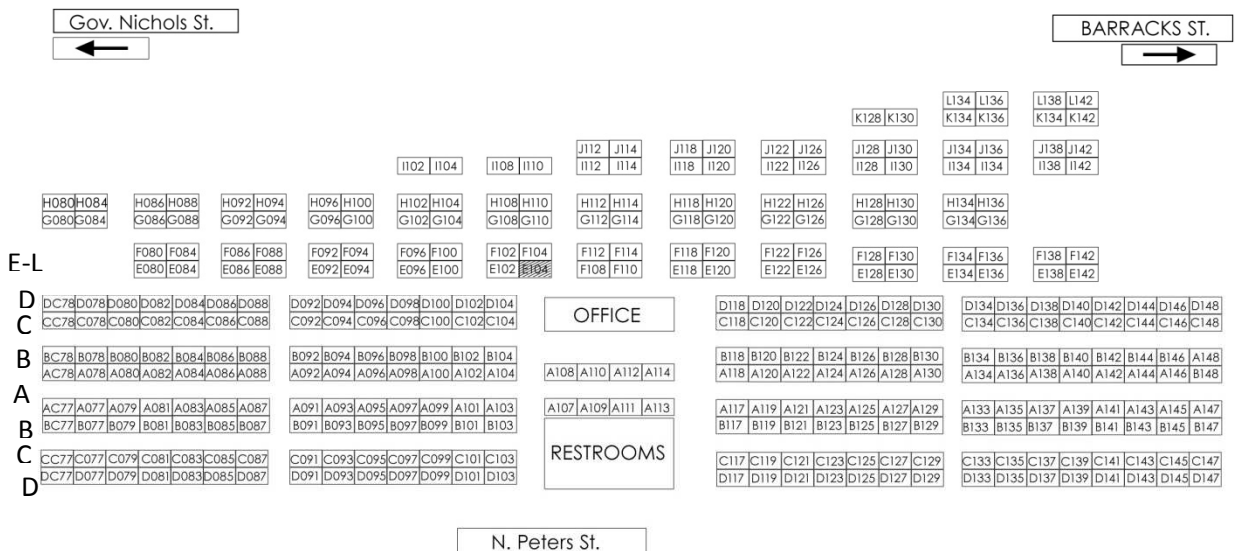 Gov. Nichols St.
BARRACKS ST.
L134 L136 L138 L142
K128 K130 K134 K136 K134 K142
J112 J114 J118 J120 J122 J126 J128 J130 J134 J136 J138 J142
I102 I104 I108 I110 I112 I114 I118 I120 I122 I126 I128 I130 I134 I134 I138 I142
H080 H084 H086 H088 H092 H094 H096 H100 H102 H104 H108 H110 H112 H114 H118 H120 H122 H126 H128 H130 H134 H136
G080 G084 G086 G088 G092 G094 G096 G100 G102 G104 G108 G110 G112 G114 G118 G120 G122 G126 G128 G130 G134 G136
F080 F084 F086 F088 F092 F094 F096 F100 F102 F104 F112 F114 F118 F120 F122 F126 F128 F130 F134 F136 F138 F142
E-L E080 E084 E086 E088 E092 E094 E096 E100 E102 E104 F108 F110 E118 E120 E122 E126 E128 E130 E134 E136 E138 E142
D DC78 D078 D080 D082 D084 D086 D088 D092 D094 D096 D098 D100 D102 D104 D118 D120 D122 D124 D126 D128 D130 D134 D136 D138 D140 D142 D144 D146 D148
OFFICE
C CC78 C078 C080 C082 C084 C086 C088 C092 C094 C096 C098 C100 C102 C104 C118 C120 C122 C124 C126 C128 C130 C134 C136 C138 C140 C142 C144 C146 C148
B BC78 B078 B080 B082 B084 B086 B088 B092 B094 B096 B098 B100 B102 B104 B118 B120 B122 B124 B126 B128 B130 B134 B136 B138 B140 B142 B144 B146 A148
AC78 A078 A080 A082 A084 A086 A088 A092 A094 A096 A098 A100 A102 A104 A108 A110 A112 A114 A118 A120 A122 A124 A126 A128 A130 A134 A136 A138 A140 A142 A144 A146 B148
A
AC77 A077 A079 A081 A083 A085 A087 A091 A093 A095 A097 A099 A101 A103 A107 A109 A111 A113 A117 A119 A121 A123 A125 A127 A129 A133 A135 A137 A139 A141 A143 A145 A147
B BC77 B077 B079 B081 B083 B085 B087 B091 B093 B095 B097 B099 B101 B103 B117 B119 B121 B123 B125 B127 B129 B133 B135 B137 B139 B141 B143 B145 B147
RESTROOMS
C CC77 C077 C079 C081 C083 C085 C087 C091 C093 C095 C097 C099 C101 C103 C117 C119 C121 C123 C125 C127 C129 C133 C135 C137 C139 C141 C143 C145 C147
D DC77 D077 D079 D081 D083 D085 D087 D091 D093 D095 D097 D099 D101 D103 D117 D119 D121 D123 D125 D127 D129 D133 D135 D137 D139 D141 D143 D145 D147
N. Peters St.